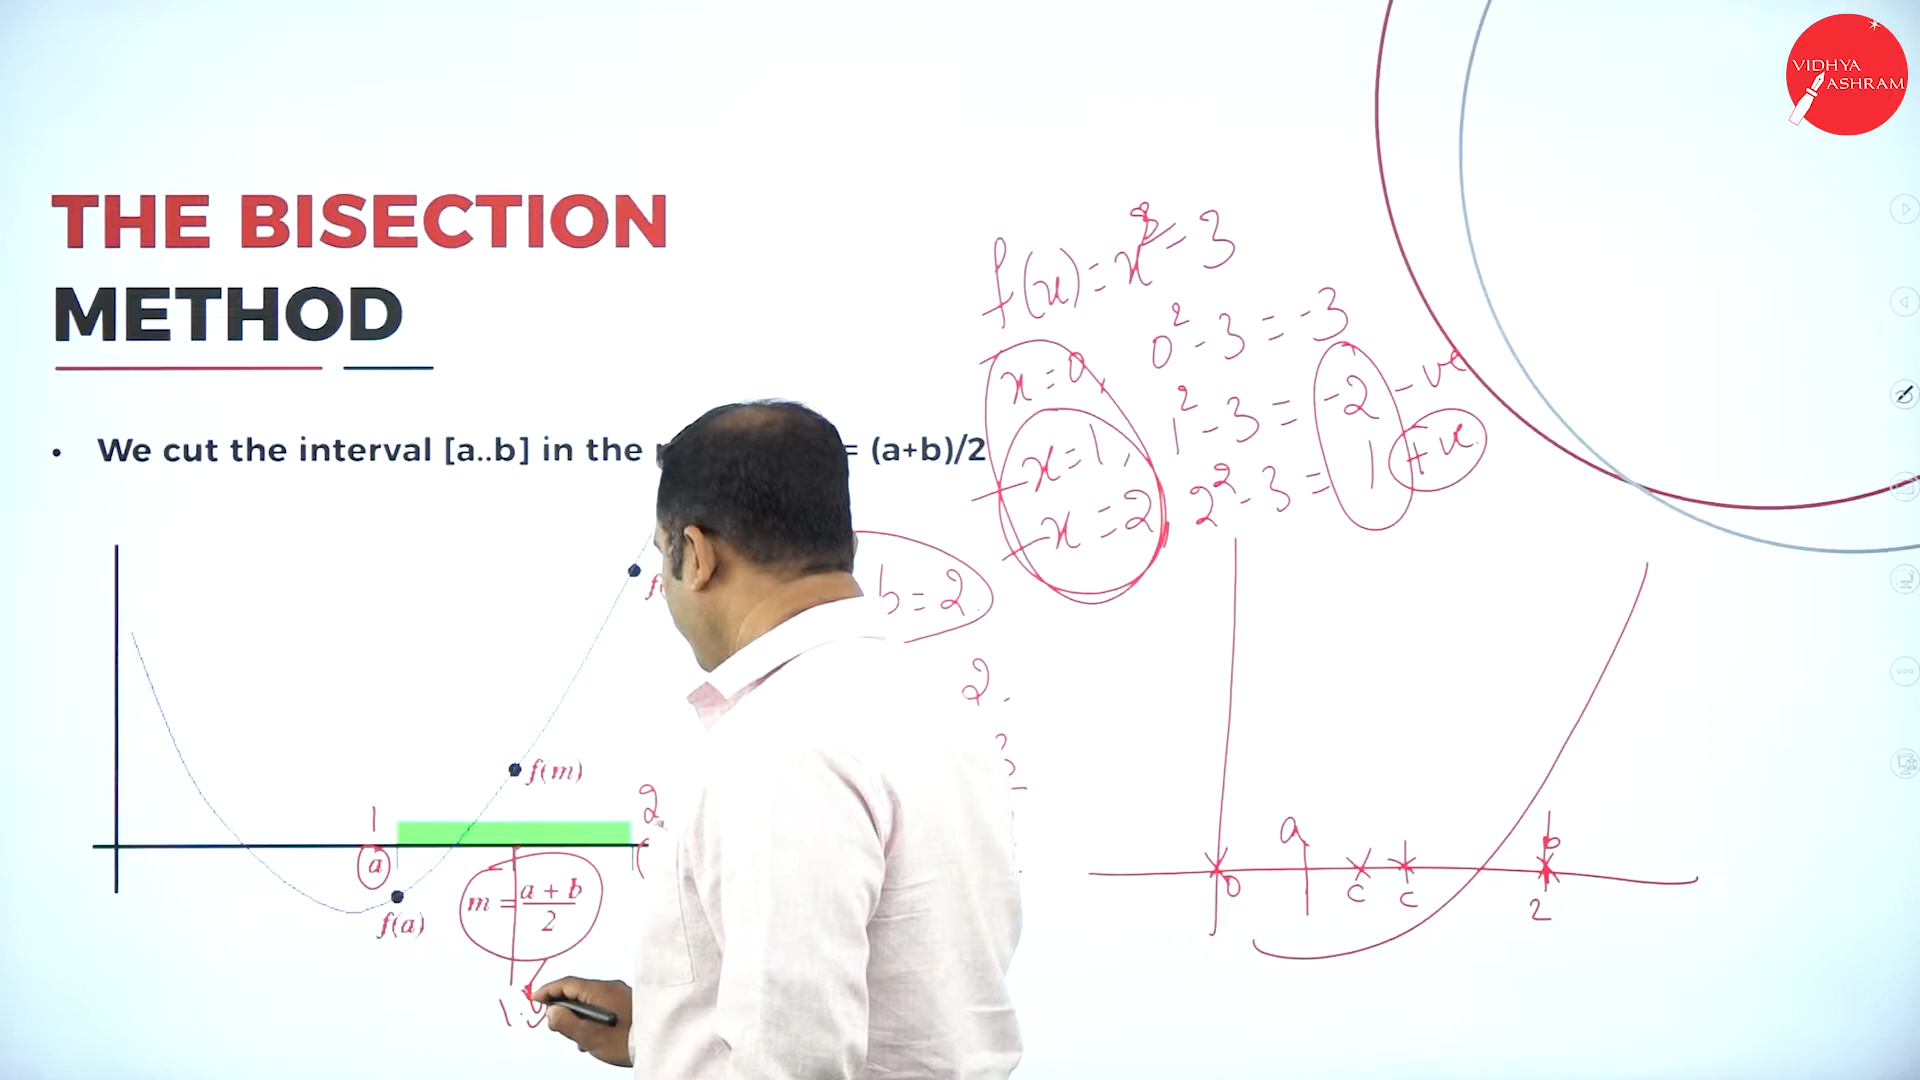 VIDHYA
ASHRAM
THE BISECTION
METHOD
• We cut the interval [a..b] in the = (a+b)/2
f(x) = x - 3
x = 0, 0² - 3 = -3
x = 1, 1² - 3 = -2 -ve
x = 2 2² - 3 = 1 +ve
b = 2
2
f(m)
1
2
a
m = a + b
2
f(a)
a
b
0
c
c
2